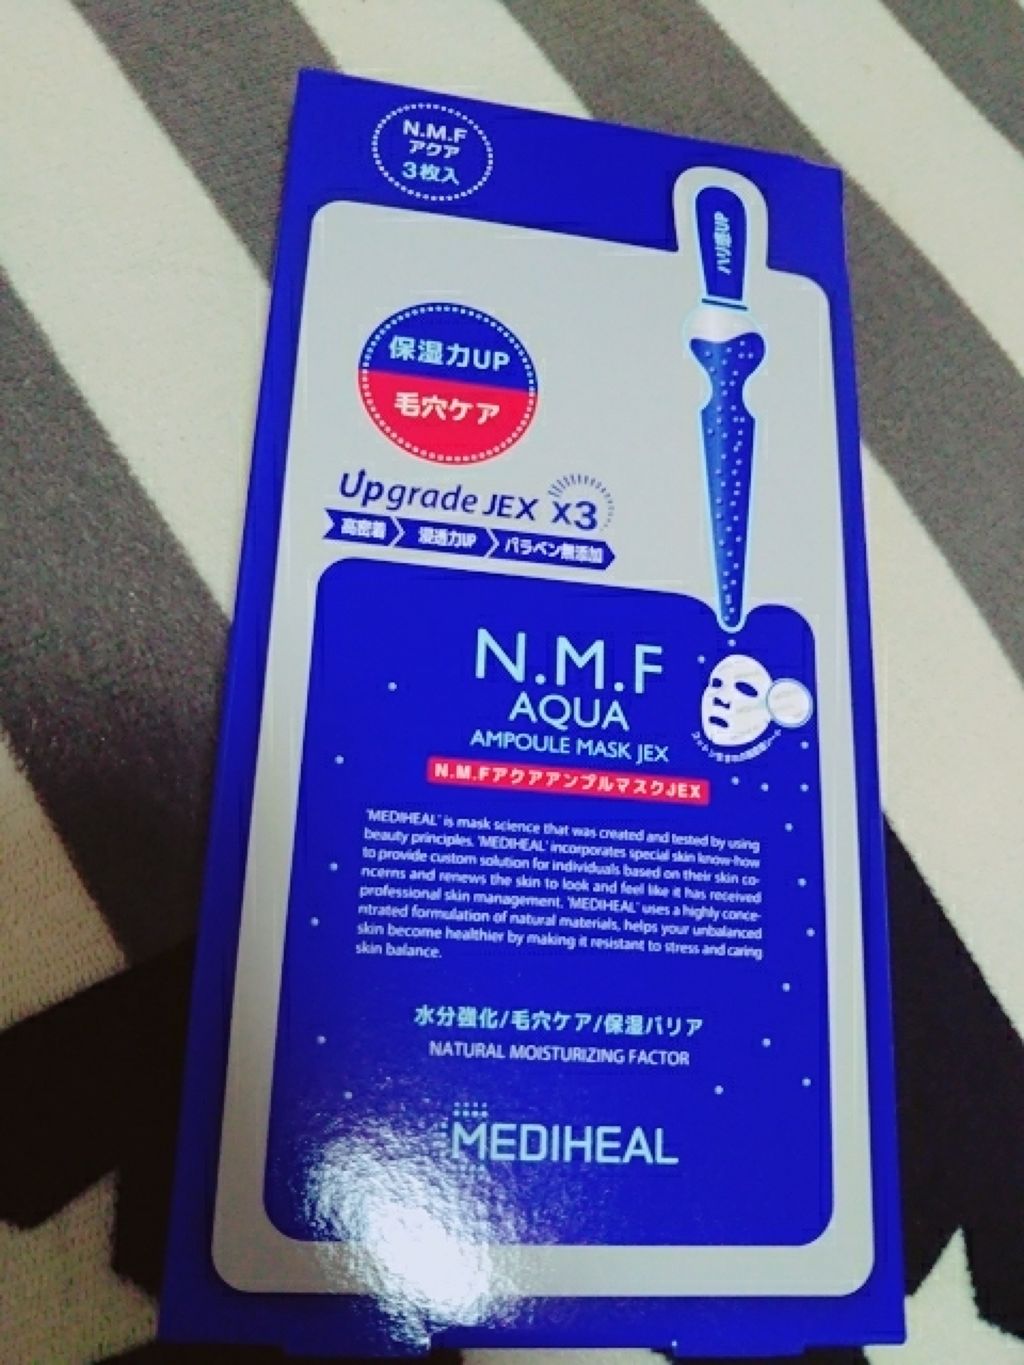 N.M.F
アクア
3枚入
ハリ感UP
保湿力UP
毛穴ケア
Upgrade JEX x3
高密着
浸透力UP
パラベン無添加
N.M.F
AQUA
AMPOULE MASK JEX
N.M.FアクアアンプルマスクJEX
'MEDIHEAL' is mask science that was created and tested by using
beauty principles. 'MEDIHEAL' incorporates special skin know-how
to provide custom solution for individuals based on their skin co-
ncerns and renews the skin to look and feel like it has received
professional skin management. 'MEDIHEAL' uses a highly conce-
ntrated formulation of natural materials, helps your unbalanced
skin become healthier by making it resistant to stress and caring
skin balance.
水分強化/毛穴ケア/保湿バリア
NATURAL MOISTURIZING FACTOR
MEDIHEAL